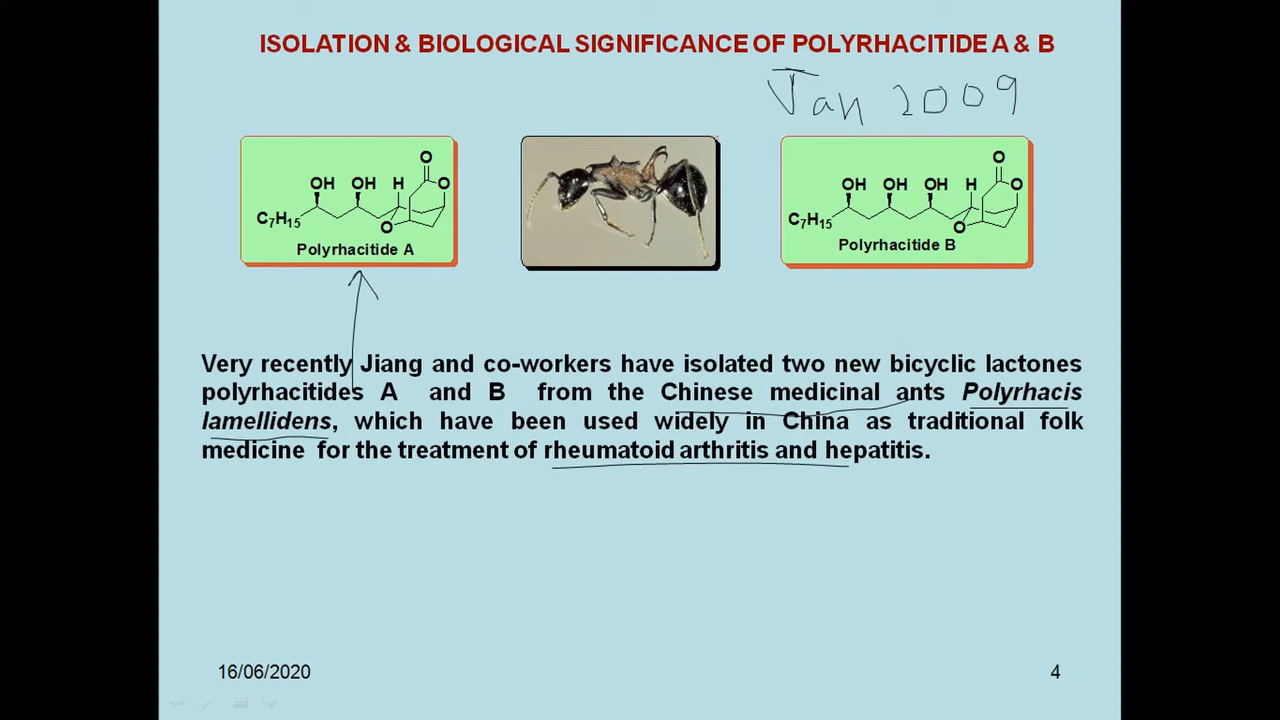 ISOLATION & BIOLOGICAL SIGNIFICANCE OF POLYRHACITIDE A & B
Jan 2009
O
OH OH H O
C7H15
O
Polyrhacitide A
O
OH OH OH H O
C7H15
O
Polyrhacitide B
Very recently Jiang and co-workers have isolated two new bicyclic lactones
polyrhacitides A and B from the Chinese medicinal ants Polyrhacis
lamellidens, which have been used widely in China as traditional folk
medicine for the treatment of rheumatoid arthritis and hepatitis.
16/06/2020
4